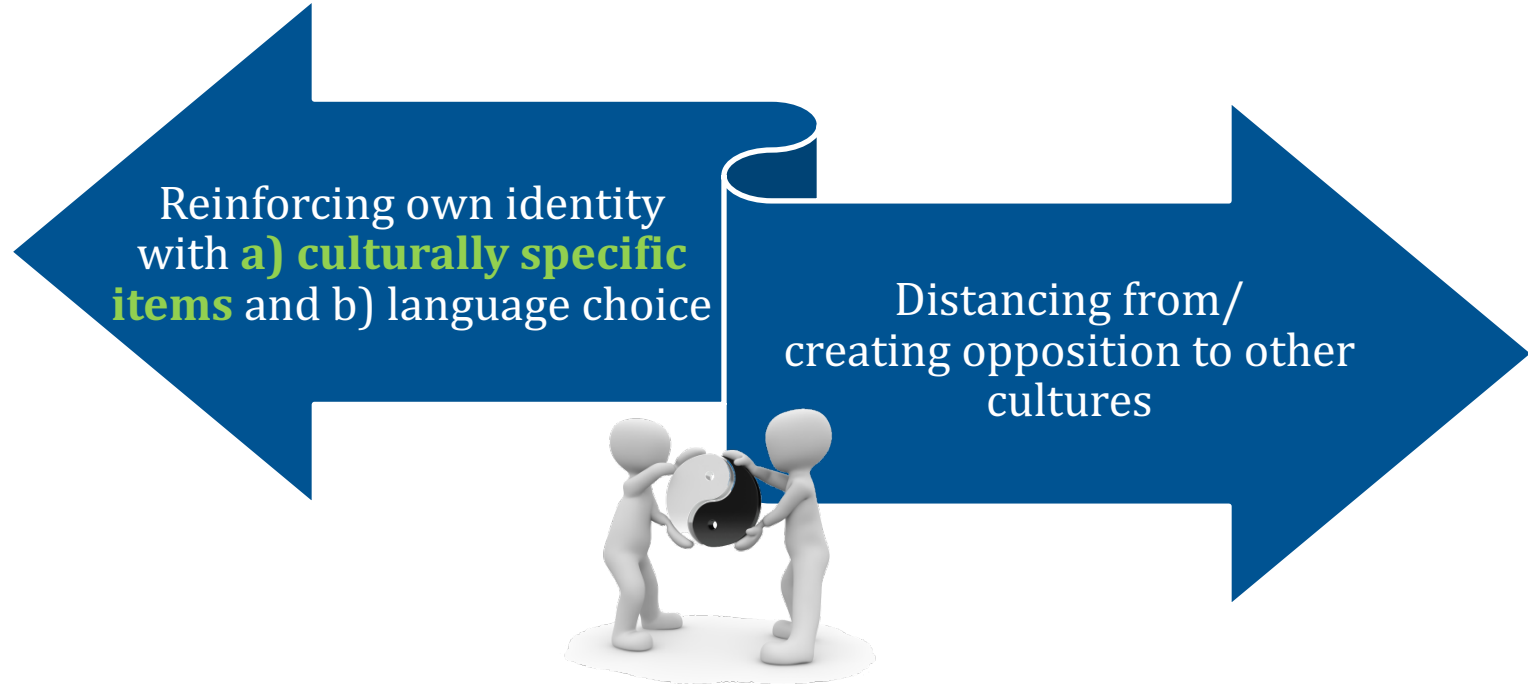 Reinforcing own identity
with a) culturally specific
items and b) language choice
Distancing from/
creating opposition to other
cultures